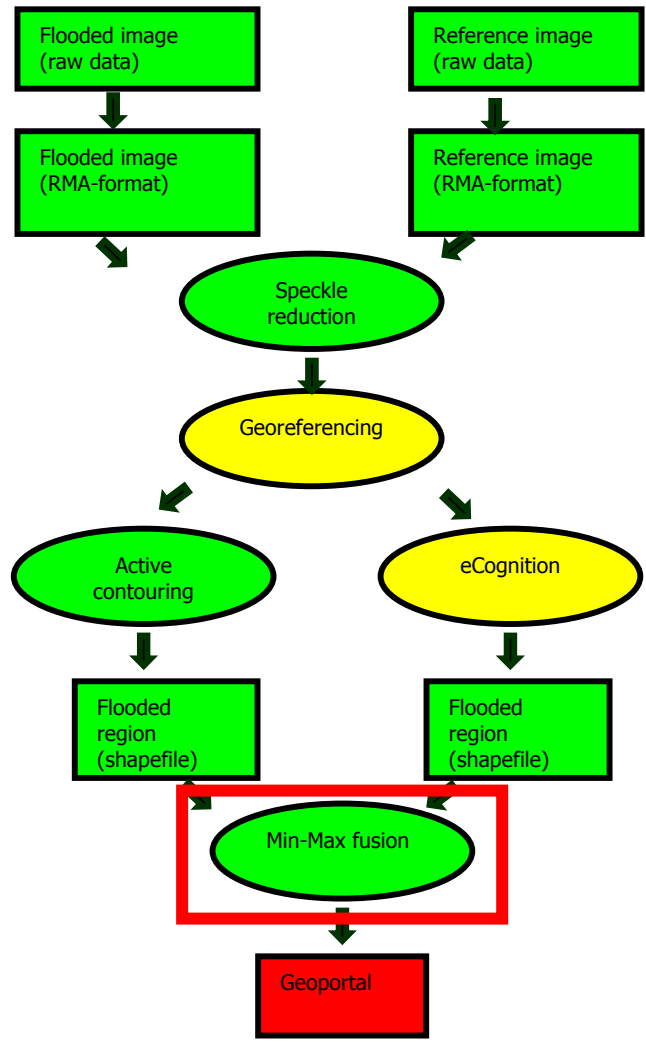 Flooded image
(raw data)
Reference image
(raw data)
Flooded image
(RMA-format)
Reference image
(RMA-format)
Speckle
reduction
Georeferencing
Active
contouring
eCognition
Flooded
region
(shapefile)
Flooded
region
(shapefile)
Min-Max fusion
Geoportal